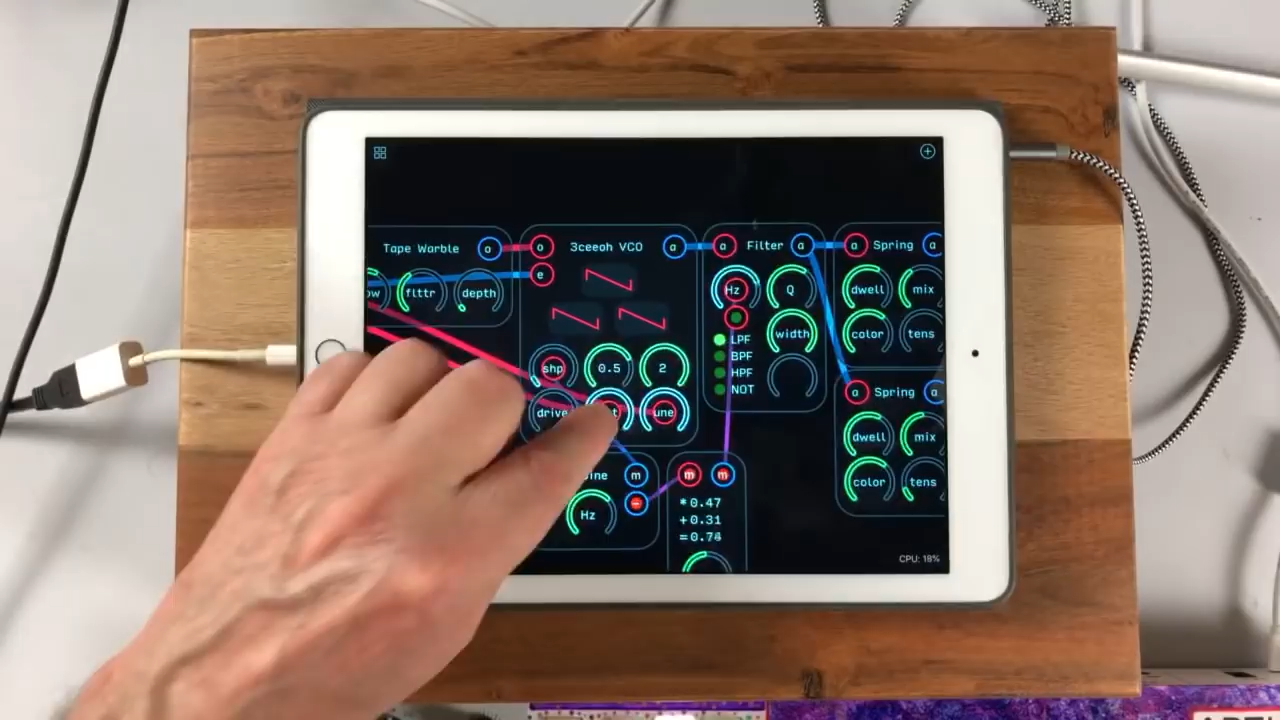 Tape Warble
o
o
3ceeoh VCO
a
a
Filter
a
a
Spring
a
e
flttr
depth
Hz
Q
dwell
mix
width
color
tens
LPF
BPF
HPF
NOT
shp
0.5
2
drive
une
a
Spring
a
dwell
mix
color
tens
m
m
m
Hz
*0.47
+0.31
=0.74
CPU: 18%